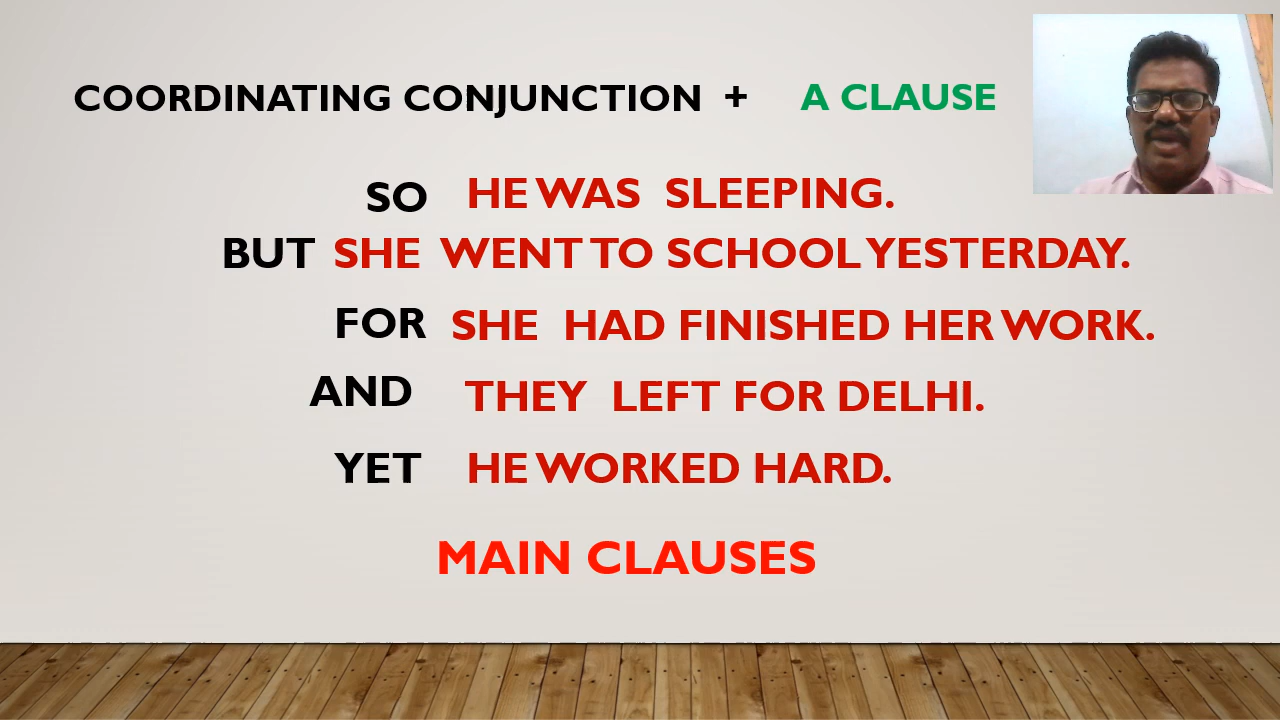 COORDINATING CONJUNCTION + A CLAUSE
SO HE WAS SLEEPING.
BUT SHE WENT TO SCHOOL YESTERDAY.
FOR SHE HAD FINISHED HER WORK.
AND THEY LEFT FOR DELHI.
YET HE WORKED HARD.
MAIN CLAUSES